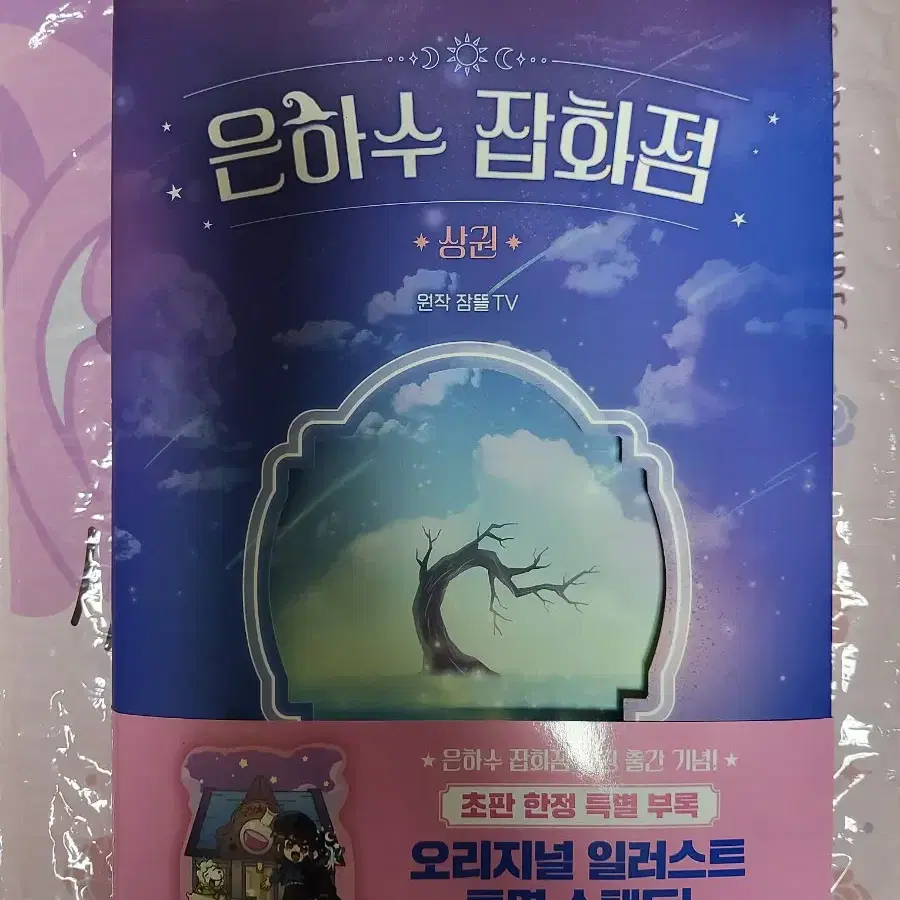 은하수 잡화점
상권
원작 잠뜰TV
은하수 잡화점 출간 기념!
초판 한정 특별 부록
오리지널 일러스트